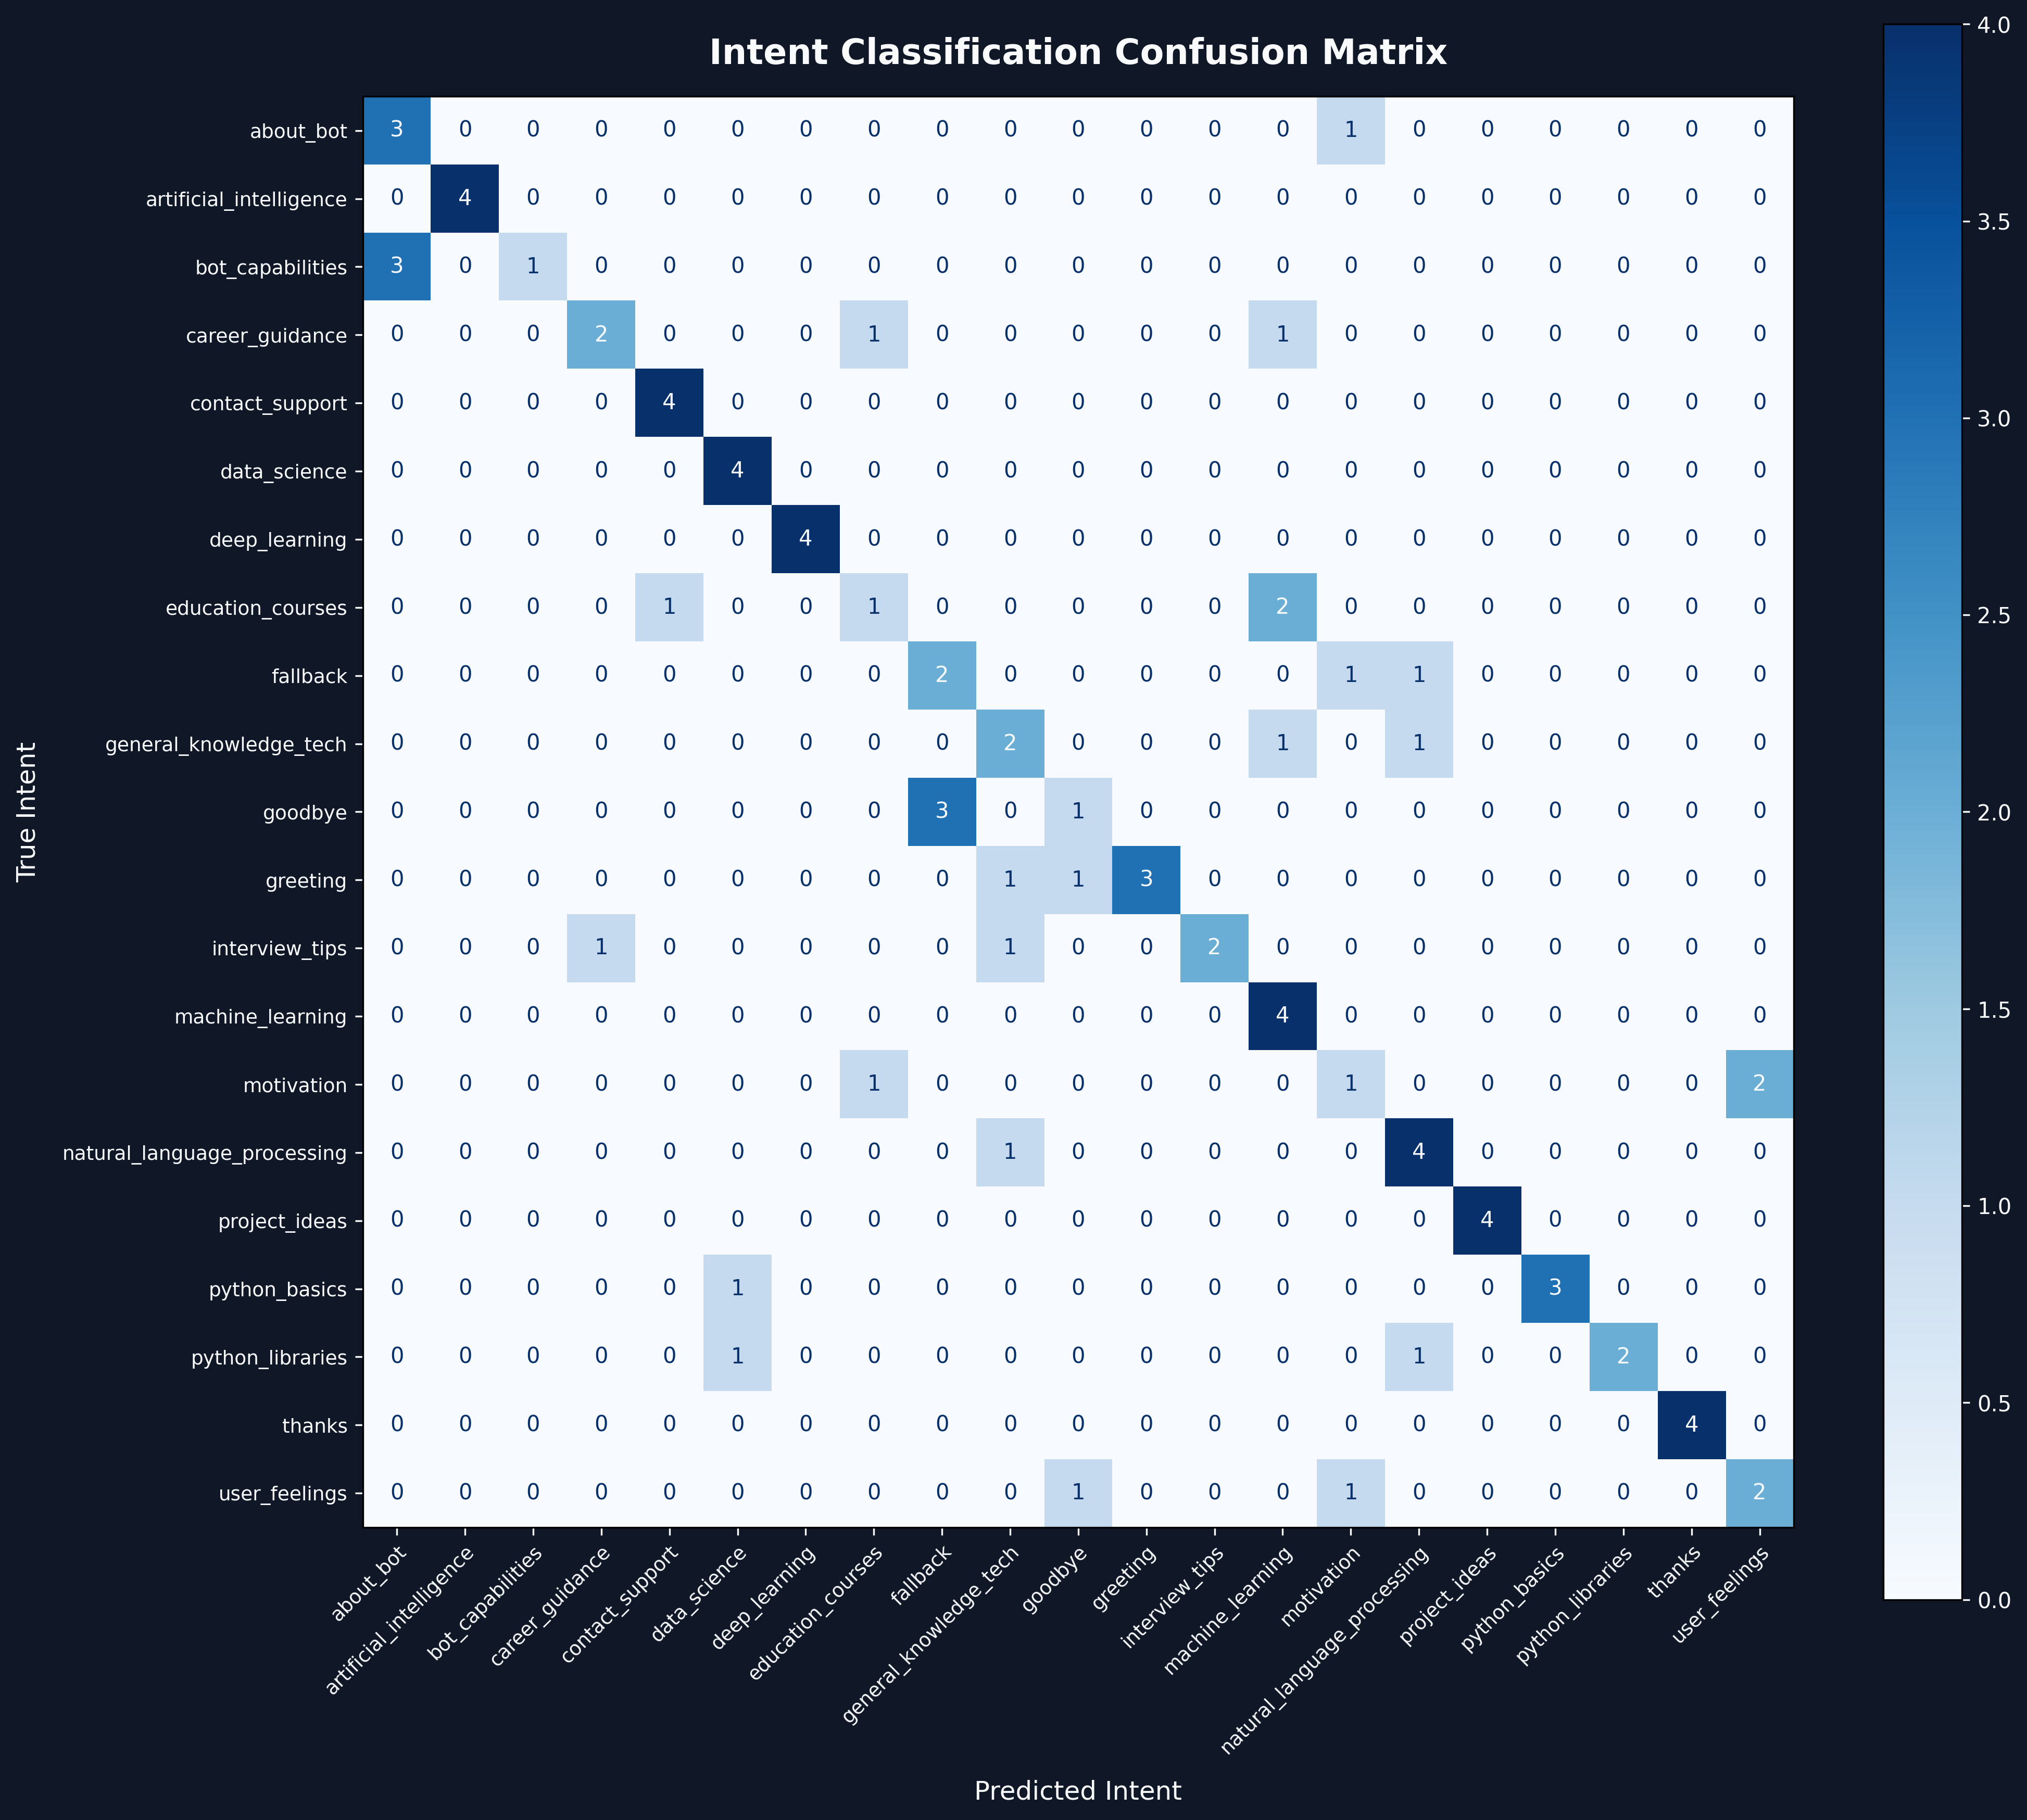 Intent Classification Confusion Matrix
about_bot 3 0 0 0 0 0 0 0 0 0 0 0 0 0 1 0 0 0 0 0 0
artificial_intelligence 0 4 0 0 0 0 0 0 0 0 0 0 0 0 0 0 0 0 0 0 0
bot_capabilities 3 0 1 0 0 0 0 0 0 0 0 0 0 0 0 0 0 0 0 0 0
career_guidance 0 0 0 2 0 0 0 1 0 0 0 0 0 1 0 0 0 0 0 0 0
contact_support 0 0 0 0 4 0 0 0 0 0 0 0 0 0 0 0 0 0 0 0 0
data_science 0 0 0 0 0 4 0 0 0 0 0 0 0 0 0 0 0 0 0 0 0
deep_learning 0 0 0 0 0 0 4 0 0 0 0 0 0 0 0 0 0 0 0 0 0
education_courses 0 0 0 0 1 0 0 1 0 0 0 0 0 2 0 0 0 0 0 0 0
fallback 0 0 0 0 0 0 0 0 2 0 0 0 0 0 1 1 0 0 0 0 0
general_knowledge_tech 0 0 0 0 0 0 0 0 0 2 0 0 0 1 0 1 0 0 0 0 0
goodbye 0 0 0 0 0 0 0 0 3 0 1 0 0 0 0 0 0 0 0 0 0
greeting 0 0 0 0 0 0 0 0 0 1 1 3 0 0 0 0 0 0 0 0 0
interview_tips 0 0 0 1 0 0 0 0 0 1 0 0 2 0 0 0 0 0 0 0 0
machine_learning 0 0 0 0 0 0 0 0 0 0 0 0 0 4 0 0 0 0 0 0 0
motivation 0 0 0 0 0 0 0 1 0 0 0 0 0 0 1 0 0 0 0 0 2
natural_language_processing 0 0 0 0 0 0 0 0 0 1 0 0 0 0 0 4 0 0 0 0 0
project_ideas 0 0 0 0 0 0 0 0 0 0 0 0 0 0 0 0 4 0 0 0 0
python_basics 0 0 0 0 0 1 0 0 0 0 0 0 0 0 0 0 0 3 0 0 0
python_libraries 0 0 0 0 0 1 0 0 0 0 0 0 0 0 0 1 0 0 2 0 0
thanks 0 0 0 0 0 0 0 0 0 0 0 0 0 0 0 0 0 0 0 4 0
user_feelings 0 0 0 0 0 0 0 0 0 0 1 0 0 0 1 0 0 0 0 0 2
True Intent
about_bot
artificial_intelligence
bot_capabilities
career_guidance
contact_support
data_science
deep_learning
education_courses
fallback
general_knowledge_tech
goodbye
greeting
interview_tips
machine_learning
motivation
natural_language_processing
project_ideas
python_basics
python_libraries
thanks
user_feelings
Predicted Intent
4.0
3.5
3.0
2.5
2.0
1.5
1.0
0.5
0.0